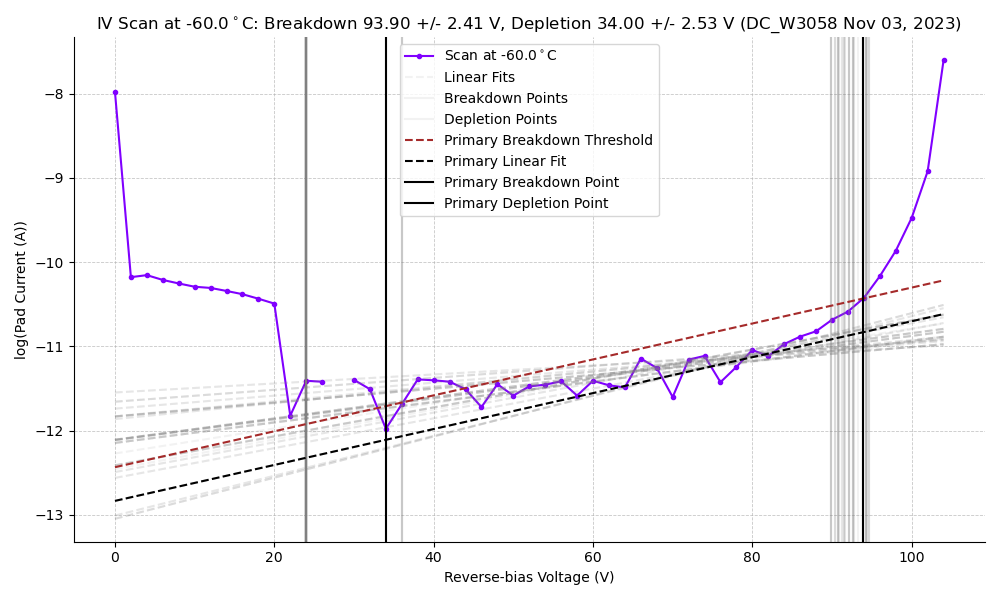 IV Scan at -60.0°C: Breakdown 93.90 +/- 2.41 V, Depletion 34.00 +/- 2.53 V (DC_W3058 Nov 03, 2023)
Scan at -60.0°C
Linear Fits
Breakdown Points
Depletion Points
Primary Breakdown Threshold
Primary Linear Fit
Primary Breakdown Point
Primary Depletion Point
log(Pad Current (A))
−8
−9
−10
−11
−12
−13
0 20 40 60 80 100
Reverse-bias Voltage (V)